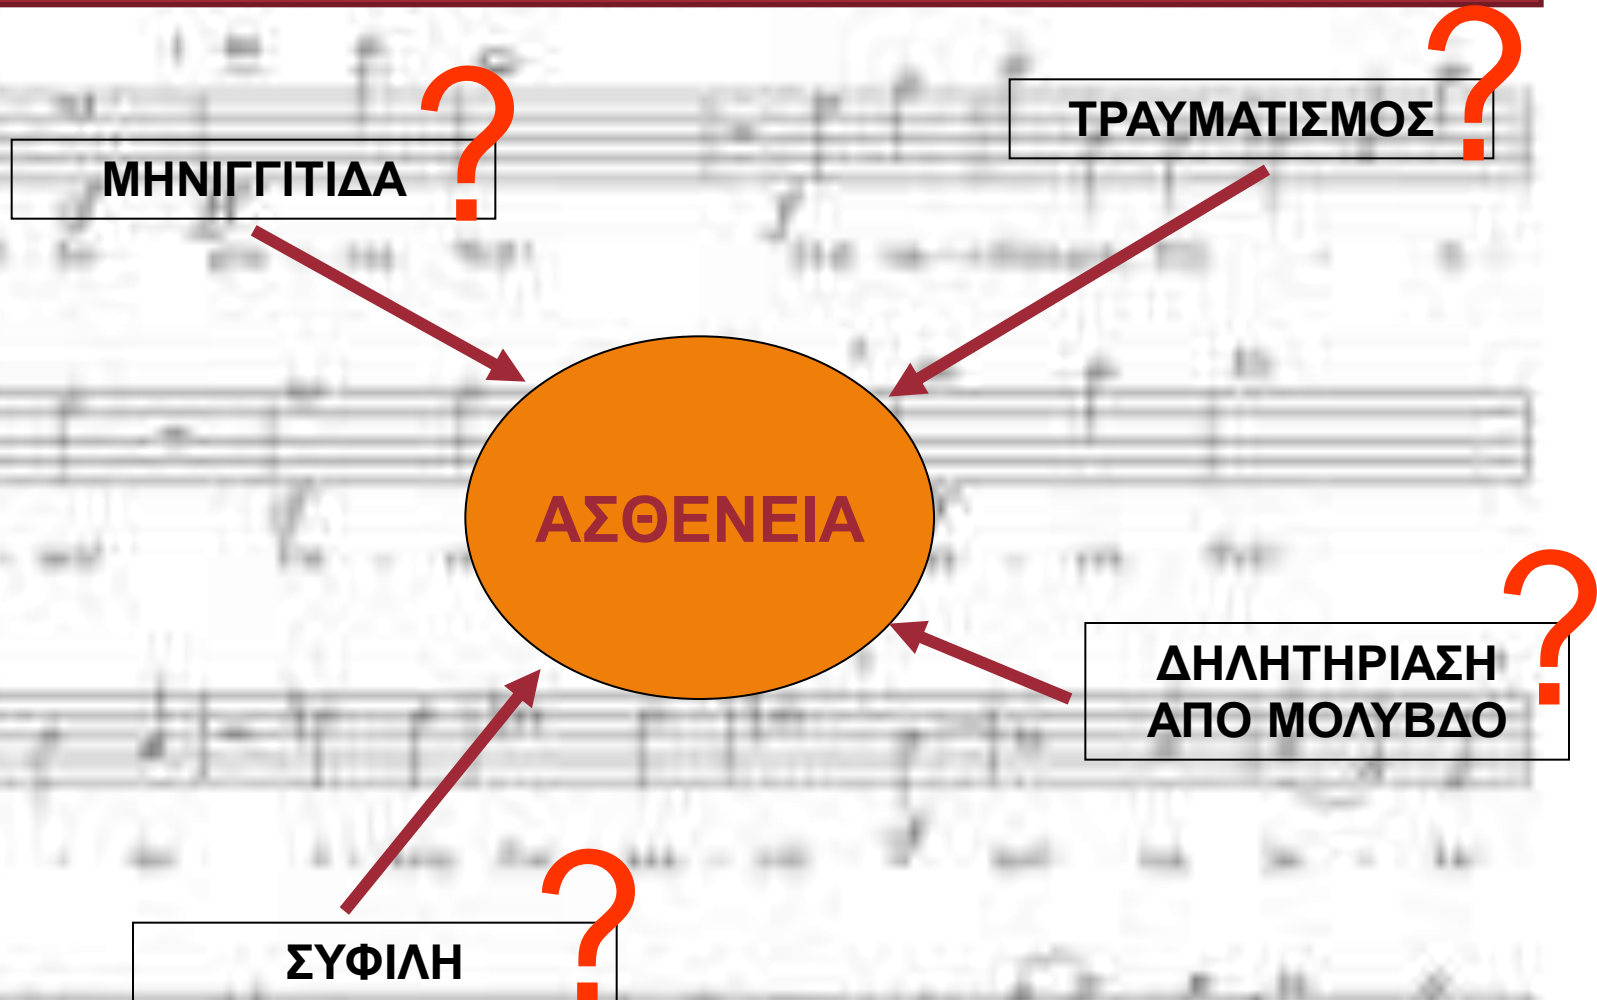 ΤΡΑΥΜΑΤΙΣΜΟΣ ?
ΜΗΝΙΓΓΙΤΙΔΑ ?
ΑΣΘΕΝΕΙΑ
ΔΗΛΗΤΗΡΙΑΣΗ ?
ΑΠΟ ΜΟΛΥΒΔΟ
ΣΥΦΙΛΗ ?